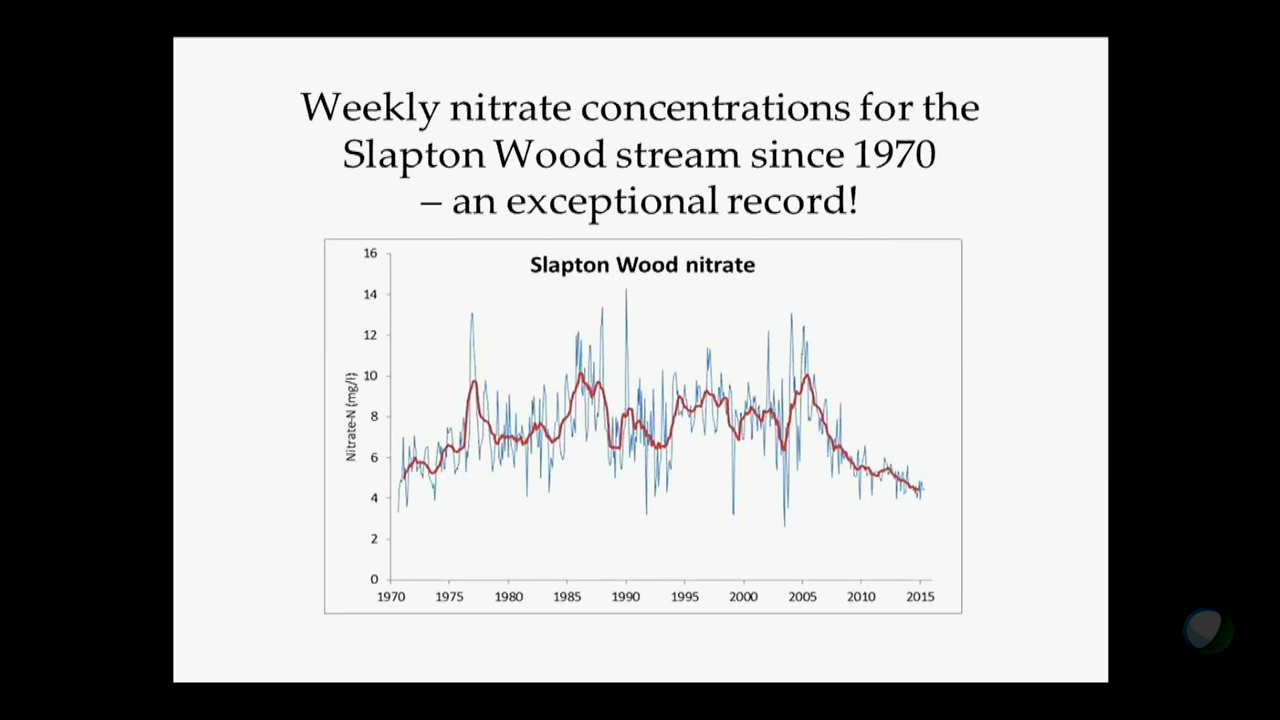 Weekly nitrate concentrations for the
Slapton Wood stream since 1970
– an exceptional record!
Slapton Wood nitrate
16
14
12
10
8
6
4
2
0
Nitrate-N (mg/l)
1970 1975 1980 1985 1990 1995 2000 2005 2010 2015